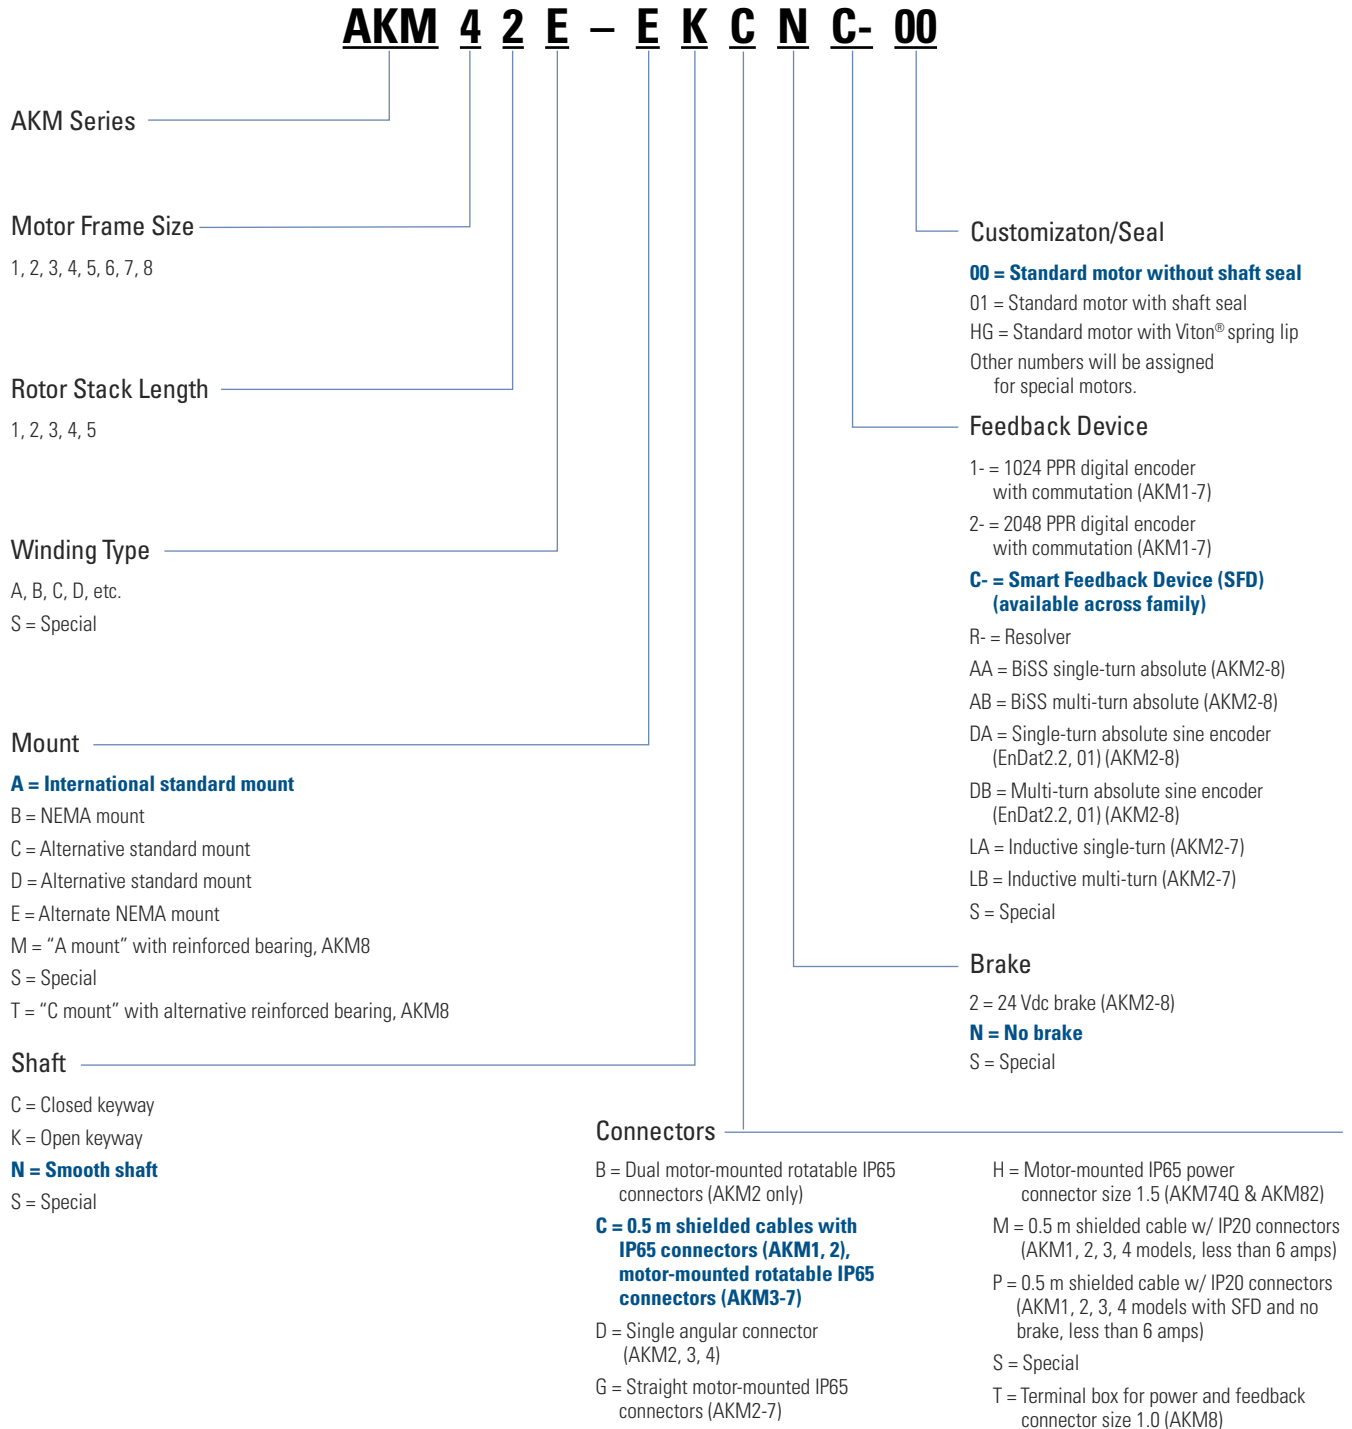 AKM 4 2 E – E K C N C- 00
AKM Series
Motor Frame Size
1, 2, 3, 4, 5, 6, 7, 8
Rotor Stack Length
1, 2, 3, 4, 5
Winding Type
A, B, C, D, etc.
S = Special
Mount
A = International standard mount
B = NEMA mount
C = Alternative standard mount
D = Alternative standard mount
E = Alternate NEMA mount
M = “A mount” with reinforced bearing, AKM8
S = Special
T = “C mount” with alternative reinforced bearing, AKM8
Shaft
C = Closed keyway
K = Open keyway
N = Smooth shaft
S = Special
Customizaton/Seal
00 = Standard motor without shaft seal
01 = Standard motor with shaft seal
HG = Standard motor with Viton® spring lip
Other numbers will be assigned
for special motors.
Feedback Device
1- = 1024 PPR digital encoder
with commutation (AKM1-7)
2- = 2048 PPR digital encoder
with commutation (AKM1-7)
C- = Smart Feedback Device (SFD)
(available across family)
R- = Resolver
AA = BiSS single-turn absolute (AKM2-8)
AB = BiSS multi-turn absolute (AKM2-8)
DA = Single-turn absolute sine encoder
(EnDat2.2, 01) (AKM2-8)
DB = Multi-turn absolute sine encoder
(EnDat2.2, 01) (AKM2-8)
LA = Inductive single-turn (AKM2-7)
LB = Inductive multi-turn (AKM2-7)
S = Special
Brake
2 = 24 Vdc brake (AKM2-8)
N = No brake
S = Special
Connectors
B = Dual motor-mounted rotatable IP65
connectors (AKM2 only)
C = 0.5 m shielded cables with
IP65 connectors (AKM1, 2),
motor-mounted rotatable IP65
connectors (AKM3-7)
D = Single angular connector
(AKM2, 3, 4)
G = Straight motor-mounted IP65
connectors (AKM2-7)
H = Motor-mounted IP65 power
connector size 1.5 (AKM74Q & AKM82)
M = 0.5 m shielded cable w/ IP20 connectors
(AKM1, 2, 3, 4 models, less than 6 amps)
P = 0.5 m shielded cable w/ IP20 connectors
(AKM1, 2, 3, 4 models with SFD and no
brake, less than 6 amps)
S = Special
T = Terminal box for power and feedback
connector size 1.0 (AKM8)